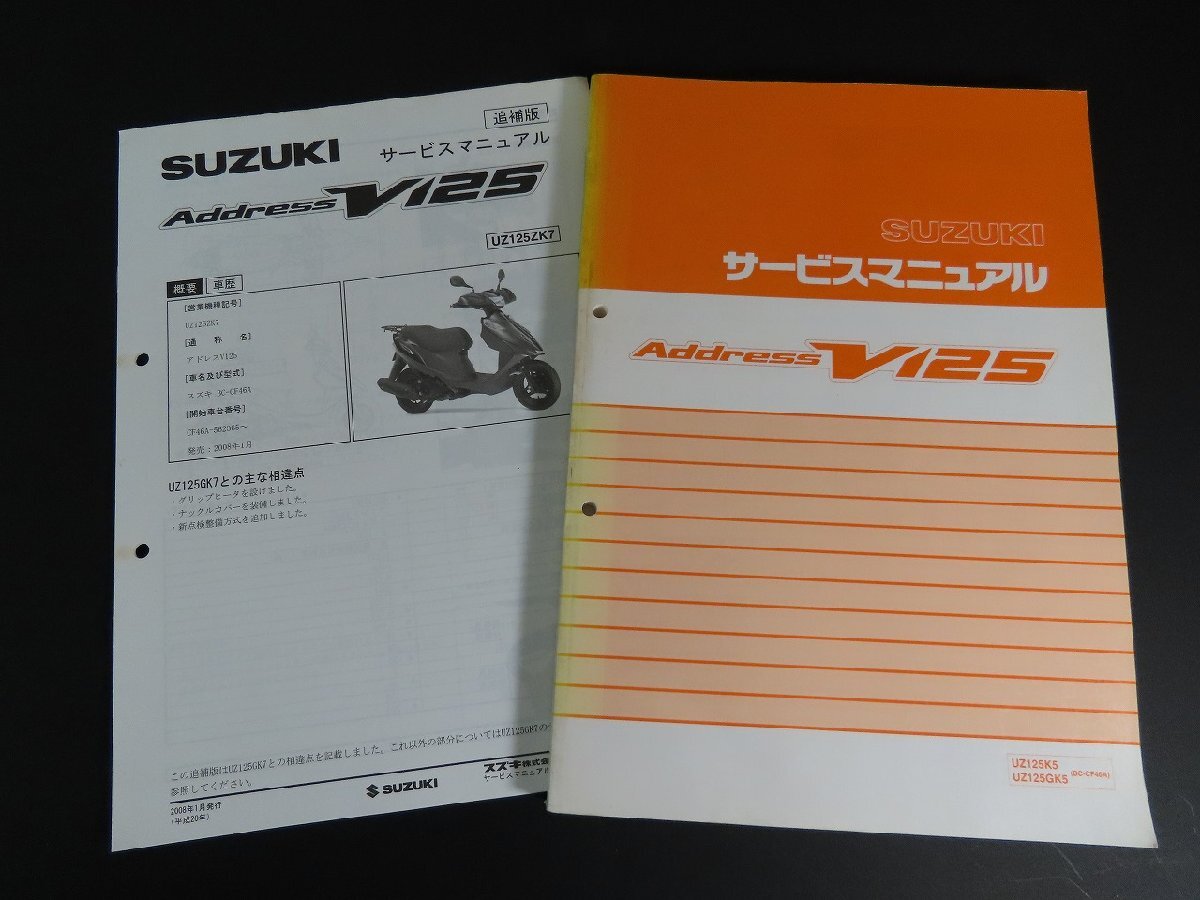 追補版
SUZUKI サービスマニュアル
Address V125
UZ125ZK7
概要 車歴
[営業機種記号]
[通 称 名]
アドレスV125
[車名及び型式]
[開始車台番号]
発売:2008年1月
UZ125GK7との主な相違点
・グリップヒータを設けました。
・ナックルカバーを装備しました。
・新点検整備方式を追加しました。
この追補版はUZ125GK7との相違点を記載しました。これ以外の部分についてはUZ125GK7の
参照してください。
スズキ株式会
サービスマニュアル
SUZUKI
2008年1月発行
(平成20年)
SUZUKI
サービスマニュアル
Address V125
UZ125K5
UZ125GK5 (BC-CF46A)